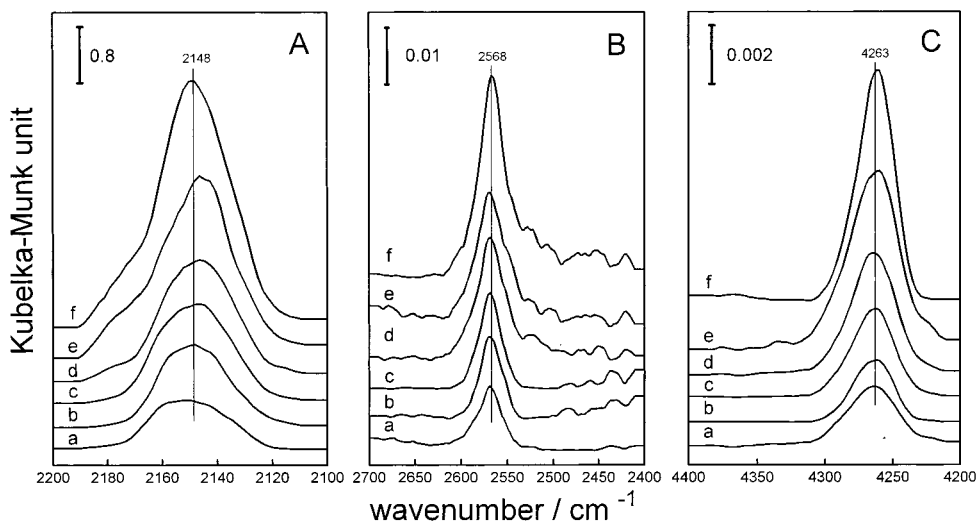 Kubelka-Munk unit
0.8
A
2148
f
e
d
c
b
a
2200 2180 2160 2140 2120 2100
0.01
B
2568
f
e
d
c
b
a
2700 2650 2600 2550 2500 2450 2400
0.002
C
4263
f
e
d
c
b
a
4400 4350 4300 4250 4200
wavenumber / cm⁻¹